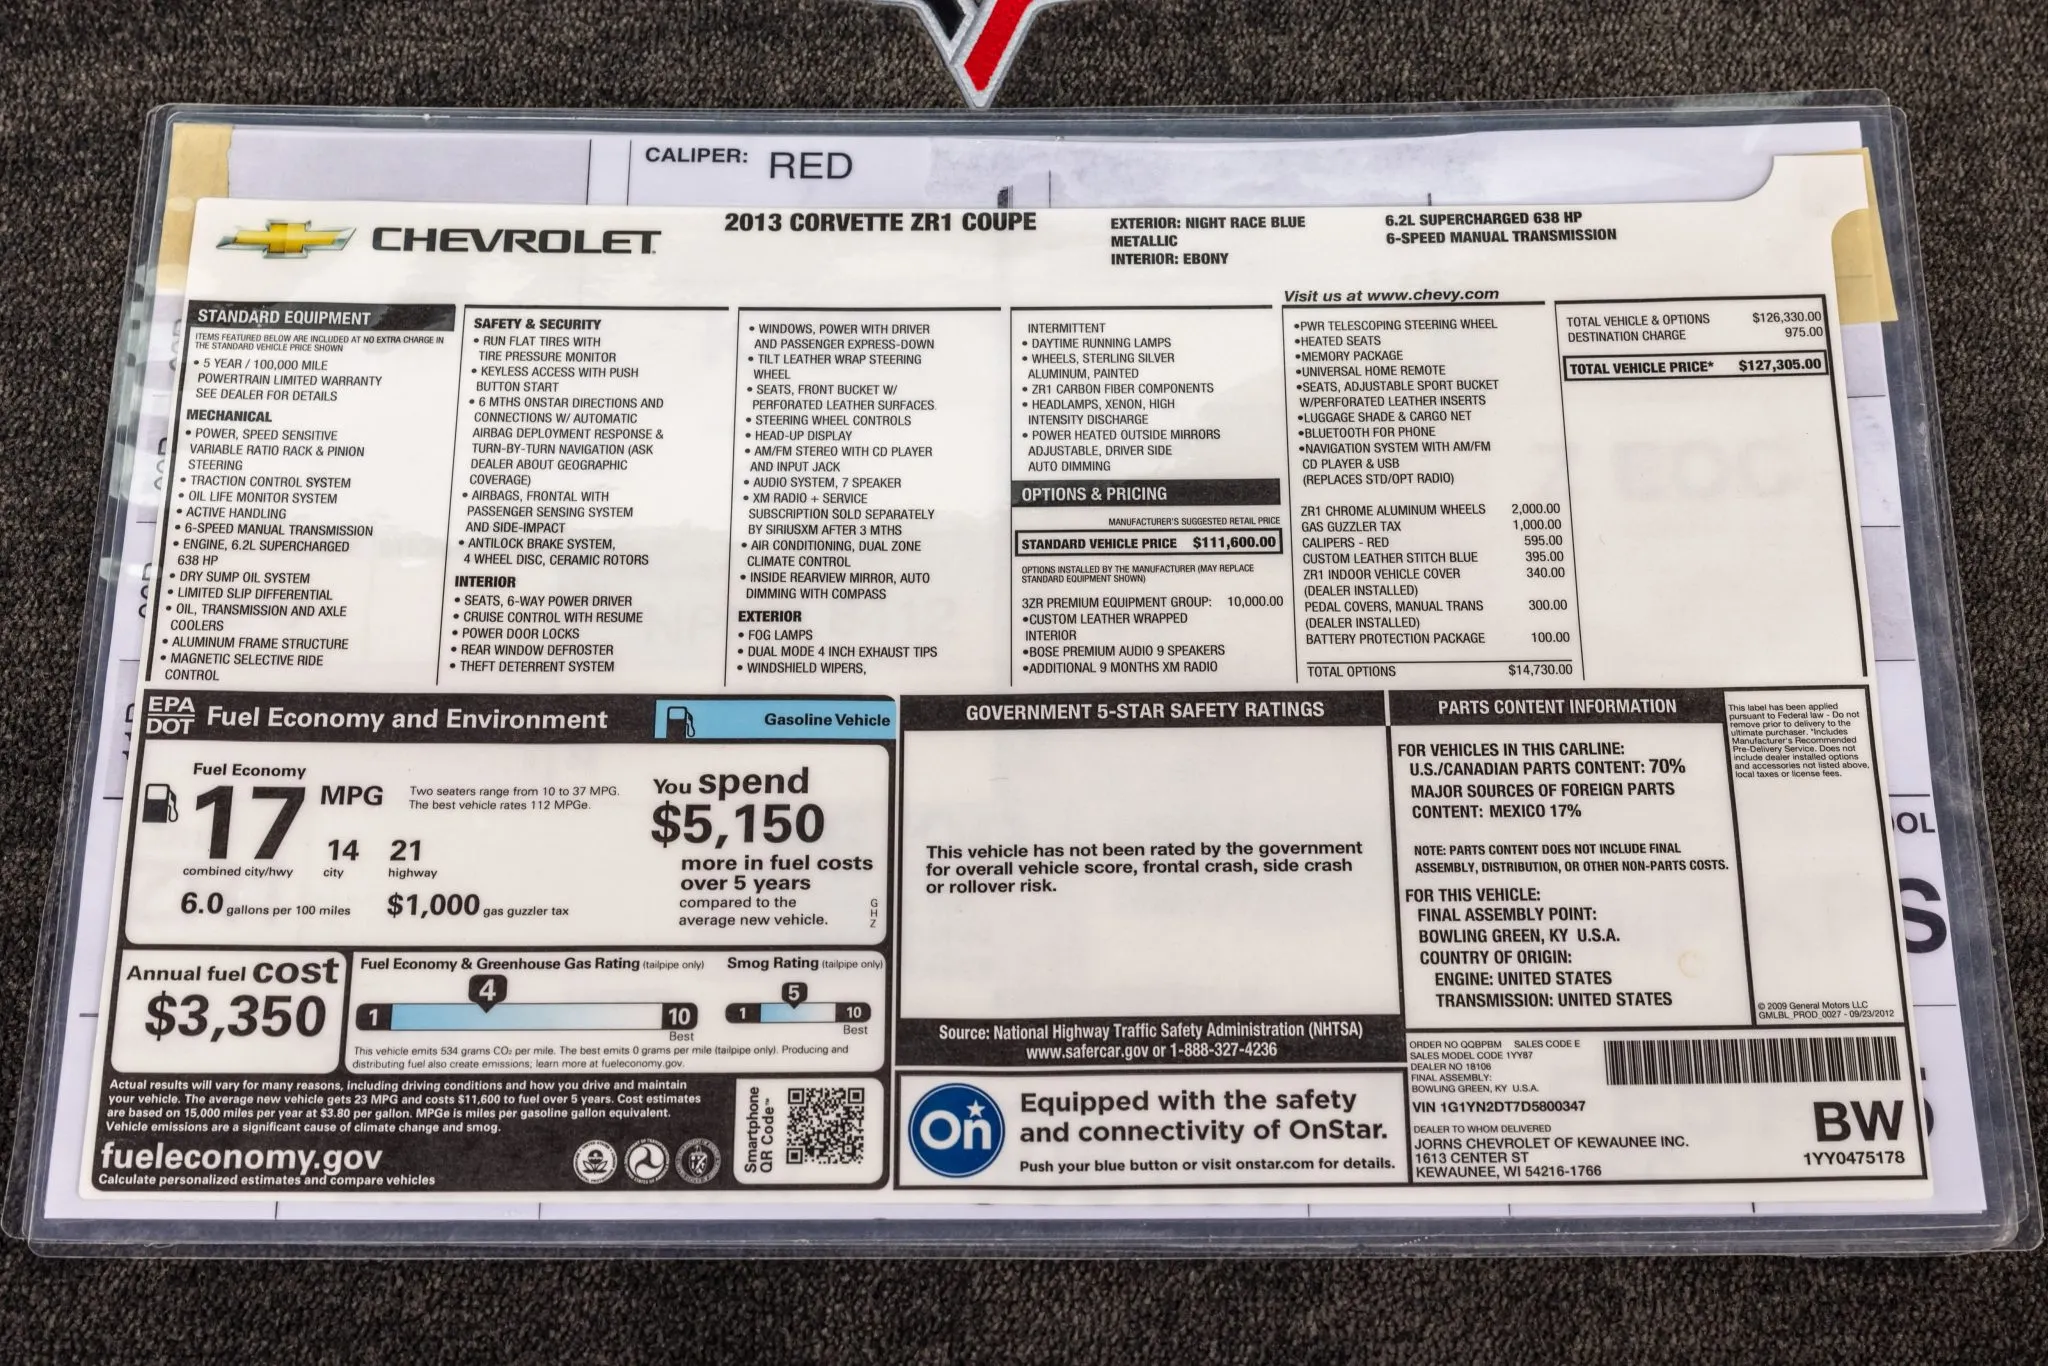 CALIPER: RED
CHEVROLET
2013 CORVETTE ZR1 COUPE
EXTERIOR: NIGHT RACE BLUE
METALLIC
INTERIOR: EBONY
6.2L SUPERCHARGED 638 HP
6-SPEED MANUAL TRANSMISSION
Visit us at www.chevy.com
STANDARD EQUIPMENT
ITEMS FEATURED BELOW ARE INCLUDED AT NO EXTRA CHARGE IN
THE STANDARD VEHICLE PRICE SHOWN
• 5 YEAR / 100,000 MILE
POWERTRAIN LIMITED WARRANTY
SEE DEALER FOR DETAILS
MECHANICAL
• POWER, SPEED SENSITIVE
VARIABLE RATIO RACK & PINION
STEERING
• TRACTION CONTROL SYSTEM
• OIL LIFE MONITOR SYSTEM
• ACTIVE HANDLING
• 6-SPEED MANUAL TRANSMISSION
• ENGINE, 6.2L SUPERCHARGED
638 HP
• DRY SUMP OIL SYSTEM
• LIMITED SLIP DIFFERENTIAL
• OIL, TRANSMISSION AND AXLE
COOLERS
• ALUMINUM FRAME STRUCTURE
• MAGNETIC SELECTIVE RIDE
CONTROL
SAFETY & SECURITY
• RUN FLAT TIRES WITH
TIRE PRESSURE MONITOR
• KEYLESS ACCESS WITH PUSH
BUTTON START
• 6 MTHS ONSTAR DIRECTIONS AND
CONNECTIONS W/ AUTOMATIC
AIRBAG DEPLOYMENT RESPONSE &
TURN-BY-TURN NAVIGATION (ASK
DEALER ABOUT GEOGRAPHIC
COVERAGE)
• AIRBAGS, FRONTAL WITH
PASSENGER SENSING SYSTEM
AND SIDE-IMPACT
• ANTILOCK BRAKE SYSTEM,
4 WHEEL DISC, CERAMIC ROTORS
INTERIOR
• SEATS, 6-WAY POWER DRIVER
• CRUISE CONTROL WITH RESUME
• POWER DOOR LOCKS
• REAR WINDOW DEFROSTER
• THEFT DETERRENT SYSTEM
• WINDOWS, POWER WITH DRIVER
AND PASSENGER EXPRESS-DOWN
• TILT LEATHER WRAP STEERING
WHEEL
• SEATS, FRONT BUCKET W/
PERFORATED LEATHER SURFACES.
• STEERING WHEEL CONTROLS
• HEAD-UP DISPLAY
• AM/FM STEREO WITH CD PLAYER
AND INPUT JACK
• AUDIO SYSTEM, 7 SPEAKER
• XM RADIO + SERVICE
SUBSCRIPTION SOLD SEPARATELY
BY SIRIUSXM AFTER 3 MTHS
• AIR CONDITIONING, DUAL ZONE
CLIMATE CONTROL
• INSIDE REARVIEW MIRROR, AUTO
DIMMING WITH COMPASS
EXTERIOR
• FOG LAMPS
• DUAL MODE 4 INCH EXHAUST TIPS
• WINDSHIELD WIPERS,
INTERMITTENT
• DAYTIME RUNNING LAMPS
• WHEELS, STERLING SILVER
ALUMINUM, PAINTED
• ZR1 CARBON FIBER COMPONENTS
• HEADLAMPS, XENON, HIGH
INTENSITY DISCHARGE
• POWER HEATED OUTSIDE MIRRORS
ADJUSTABLE, DRIVER SIDE
AUTO DIMMING
OPTIONS & PRICING
MANUFACTURER'S SUGGESTED RETAIL PRICE
STANDARD VEHICLE PRICE $111,600.00
OPTIONS INSTALLED BY THE MANUFACTURER (MAY REPLACE
STANDARD EQUIPMENT SHOWN)
3ZR PREMIUM EQUIPMENT GROUP: 10,000.00
•CUSTOM LEATHER WRAPPED
INTERIOR
•BOSE PREMIUM AUDIO 9 SPEAKERS
•ADDITIONAL 9 MONTHS XM RADIO
•PWR TELESCOPING STEERING WHEEL
•HEATED SEATS
•MEMORY PACKAGE
•UNIVERSAL HOME REMOTE
•SEATS, ADJUSTABLE SPORT BUCKET
W/PERFORATED LEATHER INSERTS
•LUGGAGE SHADE & CARGO NET
•BLUETOOTH FOR PHONE
•NAVIGATION SYSTEM WITH AM/FM
CD PLAYER & USB
(REPLACES STD/OPT RADIO)
ZR1 CHROME ALUMINUM WHEELS 2,000.00
GAS GUZZLER TAX 1,000.00
CALIPERS - RED 595.00
CUSTOM LEATHER STITCH BLUE 395.00
ZR1 INDOOR VEHICLE COVER 340.00
(DEALER INSTALLED)
PEDAL COVERS, MANUAL TRANS 300.00
(DEALER INSTALLED)
BATTERY PROTECTION PACKAGE 100.00
TOTAL OPTIONS $14,730.00
TOTAL VEHICLE & OPTIONS $126,330.00
DESTINATION CHARGE 975.00
TOTAL VEHICLE PRICE* $127,305.00
EPA
DOT
Fuel Economy and Environment
Gasoline Vehicle
Fuel Economy
17 MPG
combined city/hwy
14
city
21
highway
Two seaters range from 10 to 37 MPG.
The best vehicle rates 112 MPGe.
6.0 gallons per 100 miles
$1,000 gas guzzler tax
You spend
$5,150
more in fuel costs
over 5 years
compared to the
average new vehicle.
GHZ
Annual fuel cost
$3,350
Fuel Economy & Greenhouse Gas Rating (tailpipe only)
4
1 10
Best
Smog Rating (tailpipe only)
5
1 10
Best
This vehicle emits 534 grams CO₂ per mile. The best emits 0 grams per mile (tailpipe only). Producing and
distributing fuel also create emissions; learn more at fueleconomy.gov.
Actual results will vary for many reasons, including driving conditions and how you drive and maintain
your vehicle. The average new vehicle gets 23 MPG and costs $11,600 to fuel over 5 years. Cost estimates
are based on 15,000 miles per year at $3.80 per gallon. MPGe is miles per gasoline gallon equivalent.
Vehicle emissions are a significant cause of climate change and smog.
fueleconomy.gov
Calculate personalized estimates and compare vehicles
Smartphone
QR Code™
GOVERNMENT 5-STAR SAFETY RATINGS
This vehicle has not been rated by the government
for overall vehicle score, frontal crash, side crash
or rollover risk.
Source: National Highway Traffic Safety Administration (NHTSA)
www.safercar.gov or 1-888-327-4236
On
Equipped with the safety
and connectivity of OnStar.
Push your blue button or visit onstar.com for details.
PARTS CONTENT INFORMATION
FOR VEHICLES IN THIS CARLINE:
U.S./CANADIAN PARTS CONTENT: 70%
MAJOR SOURCES OF FOREIGN PARTS
CONTENT: MEXICO 17%
NOTE: PARTS CONTENT DOES NOT INCLUDE FINAL
ASSEMBLY, DISTRIBUTION, OR OTHER NON-PARTS COSTS.
FOR THIS VEHICLE:
FINAL ASSEMBLY POINT:
BOWLING GREEN, KY U.S.A.
COUNTRY OF ORIGIN:
ENGINE: UNITED STATES
TRANSMISSION: UNITED STATES
This label has been applied
pursuant to Federal law - Do not
remove prior to delivery to the
ultimate purchaser. *Includes
Manufacturer's Recommended
Pre-Delivery Service. Does not
include dealer installed options
and accessories not listed above,
local taxes or license fees.
© 2009 General Motors LLC
GMLBL_PROD_0027 - 09/23/2012
ORDER NO QQBPBM SALES CODE E
SALES MODEL CODE 1YY87
DEALER NO 18106
FINAL ASSEMBLY:
BOWLING GREEN, KY U.S.A.
VIN 1G1YN2DT7D5800347
DEALER TO WHOM DELIVERED
JORNS CHEVROLET OF KEWAUNEE INC.
1613 CENTER ST
KEWAUNEE, WI 54216-1766
BW
1YY0475178